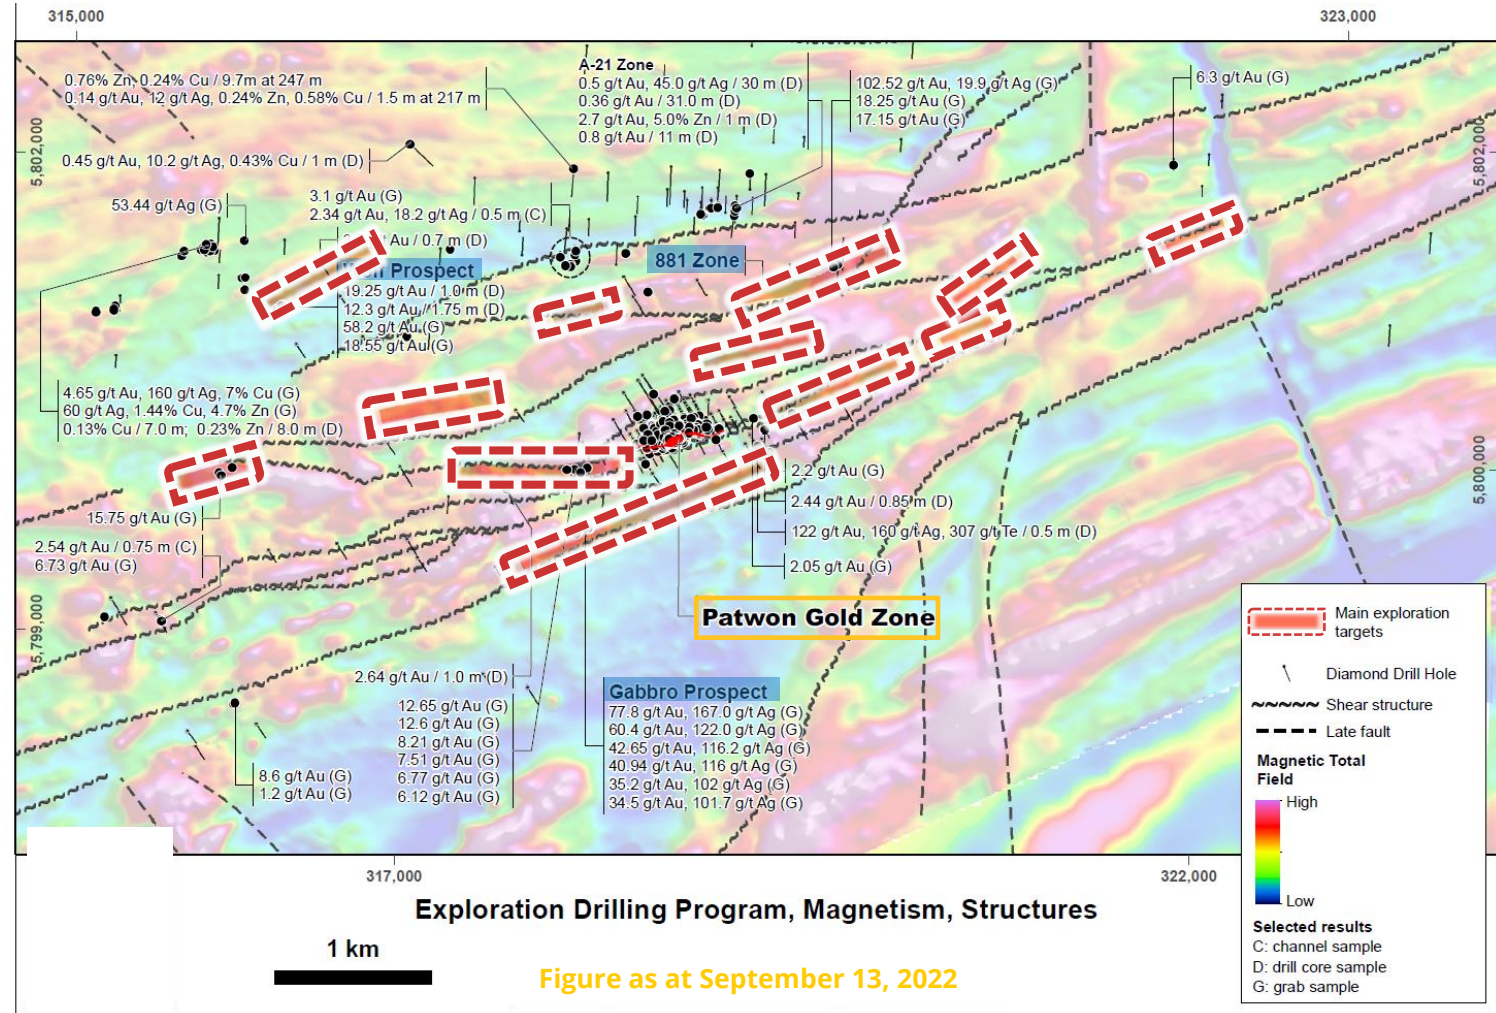 315,000
323,000
5,802,000
5,802,000
0.76% Zn, 0.24% Cu / 9.7m at 247 m
0.14 g/t Au, 12 g/t Ag, 0.24% Zn, 0.58% Cu / 1.5 m at 217 m
0.45 g/t Au, 10.2 g/t Ag, 0.43% Cu / 1 m (D)
A-21 Zone
0.5 g/t Au, 45.0 g/t Ag / 30 m (D)
0.36 g/t Au / 31.0 m (D)
2.7 g/t Au, 5.0% Zn / 1 m (D)
0.8 g/t Au / 11 m (D)
102.52 g/t Au, 19.9 g/t Ag (G)
18.25 g/t Au (G)
17.15 g/t Au (G)
6.3 g/t Au (G)
53.44 g/t Ag (G)
3.1 g/t Au (G)
2.34 g/t Au, 18.2 g/t Ag / 0.5 m (C)
Au / 0.7 m (D)
Prospect
19.25 g/t Au / 1.0 m (D)
12.3 g/t Au / 1.75 m (D)
58.2 g/t Au (G)
18.55 g/t Au (G)
881 Zone
4.65 g/t Au, 160 g/t Ag, 7% Cu (G)
60 g/t Ag, 1.44% Cu, 4.7% Zn (G)
0.13% Cu / 7.0 m; 0.23% Zn / 8.0 m (D)
15.75 g/t Au (G)
2.54 g/t Au / 0.75 m (C)
6.73 g/t Au (G)
2.2 g/t Au (G)
2.44 g/t Au / 0.85 m (D)
122 g/t Au, 160 g/t Ag, 307 g/t Te / 0.5 m (D)
2.05 g/t Au (G)
5,800,000
5,799,000
Patwon Gold Zone
2.64 g/t Au / 1.0 m (D)
12.65 g/t Au (G)
12.6 g/t Au (G)
8.21 g/t Au (G)
7.51 g/t Au (G)
6.77 g/t Au (G)
6.12 g/t Au (G)
8.6 g/t Au (G)
1.2 g/t Au (G)
Gabbro Prospect
77.8 g/t Au, 167.0 g/t Ag (G)
60.4 g/t Au, 122.0 g/t Ag (G)
42.65 g/t Au, 116.2 g/t Ag (G)
40.94 g/t Au, 116 g/t Ag (G)
35.2 g/t Au, 102 g/t Ag (G)
34.5 g/t Au, 101.7 g/t Ag (G)
Main exploration
targets
Diamond Drill Hole
Shear structure
Late fault
Magnetic Total
Field
High
Low
Selected results
C: channel sample
D: drill core sample
G: grab sample
317,000
322,000
Exploration Drilling Program, Magnetism, Structures
1 km
Figure as at September 13, 2022